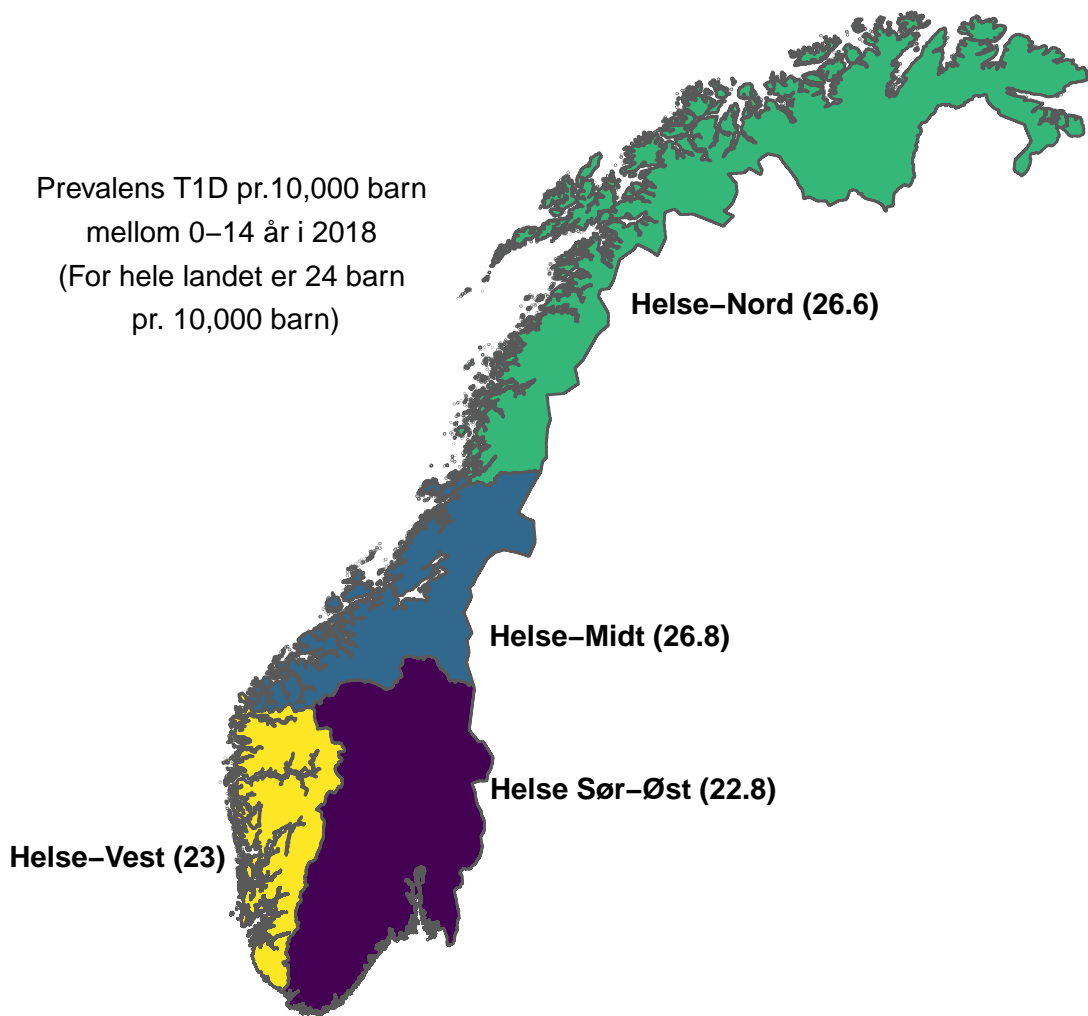 Prevalens T1D pr.10,000 barn
mellom 0–14 år i 2018
(For hele landet er 24 barn
pr. 10,000 barn)
Helse–Nord (26.6)
Helse–Midt (26.8)
Helse Sør–Øst (22.8)
Helse–Vest (23)